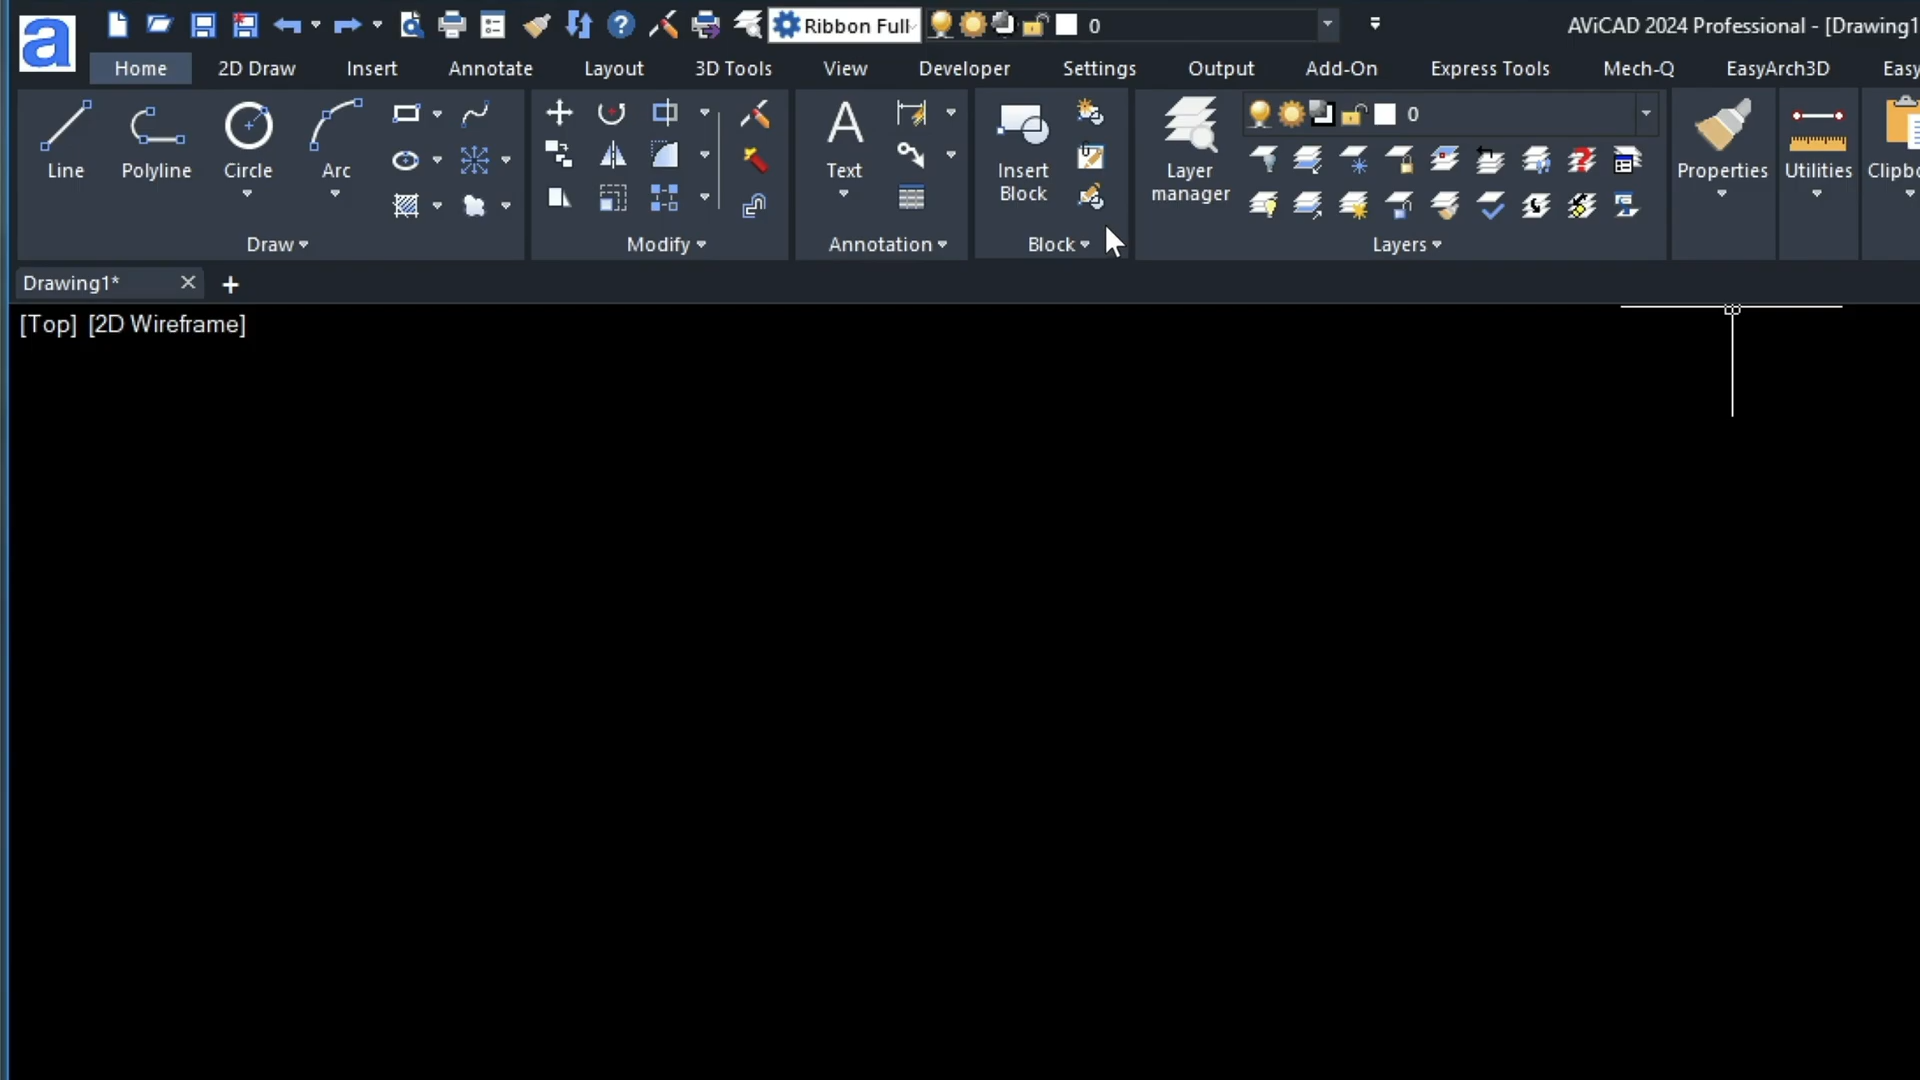 a
Ribbon Full
0
AViCAD 2024 Professional - [Drawing1
Home 2D Draw Insert Annotate Layout 3D Tools View Developer Settings Output Add-On Express Tools Mech-Q EasyArch3D Easy
0
Line Polyline Circle Arc Text Insert Block Layer manager Properties Utilities Clipbo
Draw Modify Annotation Block Layers
Drawing1*
[Top] [2D Wireframe]